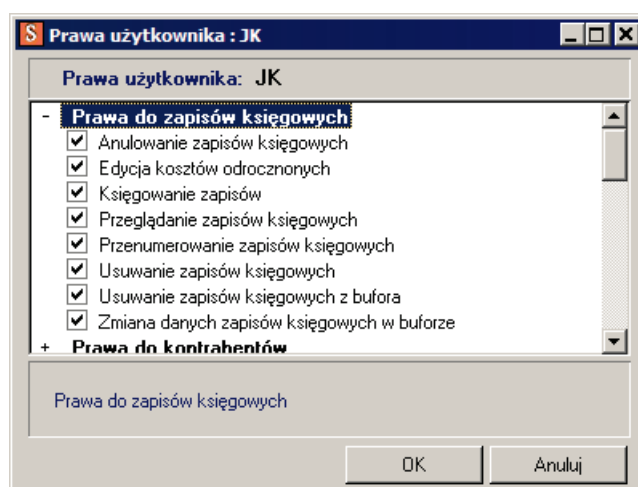 S Prawa użytkownika : JK
Prawa użytkownika: JK
- Prawa do zapisów księgowych
Anulowanie zapisów księgowych
Edycja kosztów odrocznonych
Księgowanie zapisów
Przeglądanie zapisów księgowych
Przenumerowanie zapisów księgowych
Usuwanie zapisów księgowych
Usuwanie zapisów księgowych z bufora
Zmiana danych zapisów księgowych w buforze
+ Prawa do kontrahentów
Prawa do zapisów księgowych
OK Anuluj